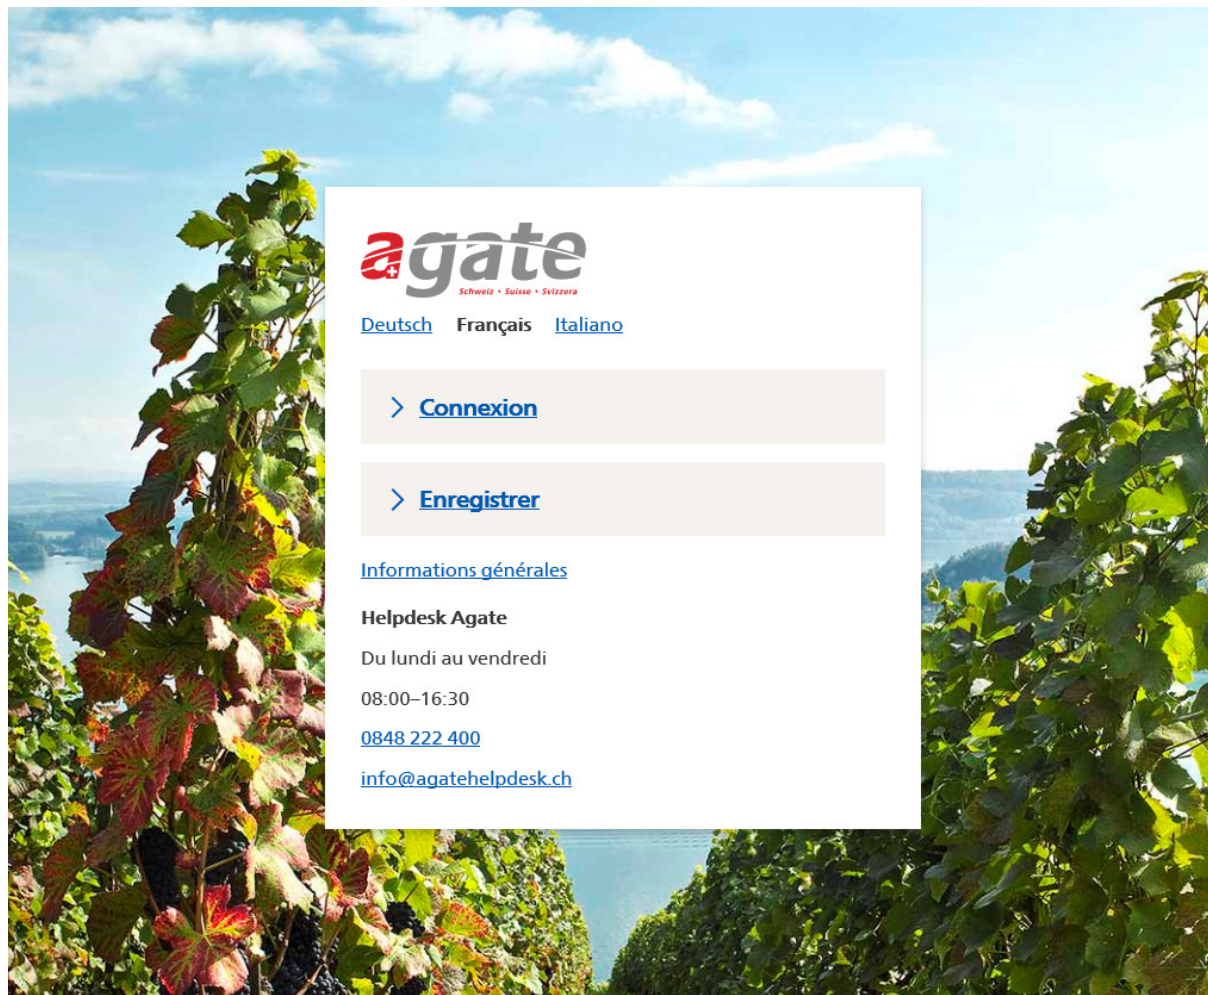 agate
Schweiz • Suisse • Svizzera
Deutsch Français Italiano
Connexion
Enregistrer
Informations générales
Helpdesk Agate
Du lundi au vendredi
08:00–16:30
0848 222 400
info@agatehelpdesk.ch